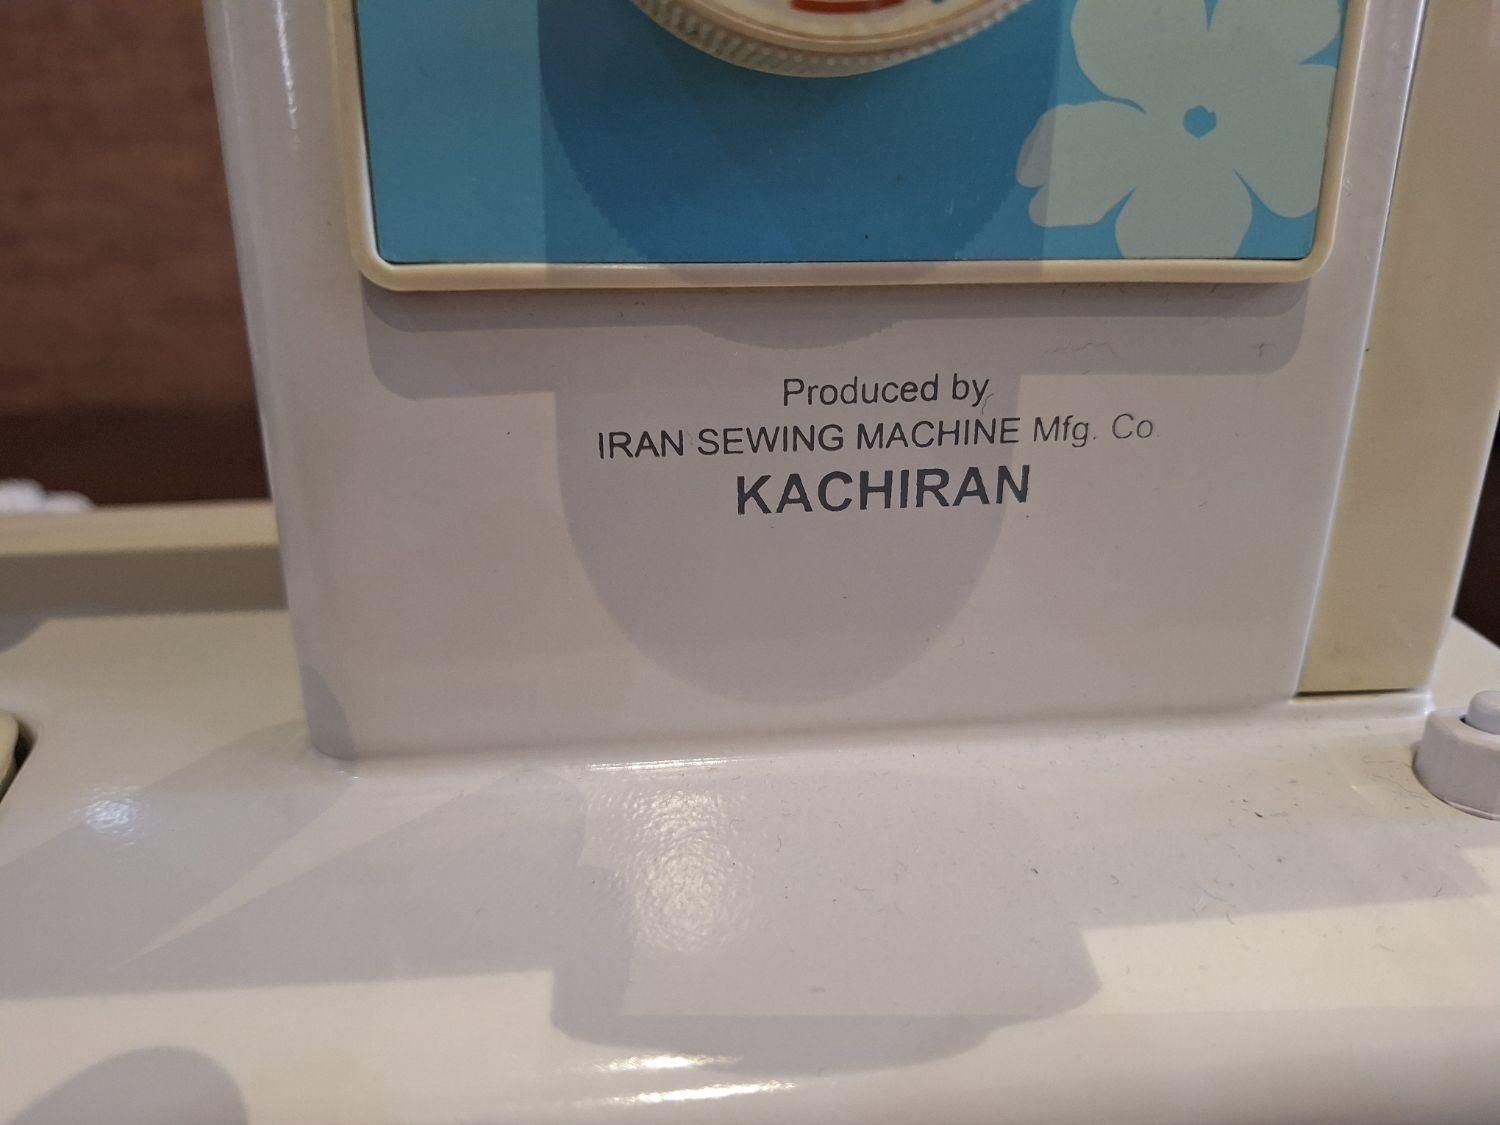 Produced by
IRAN SEWING MACHINE Mfg. Co.
KACHIRAN